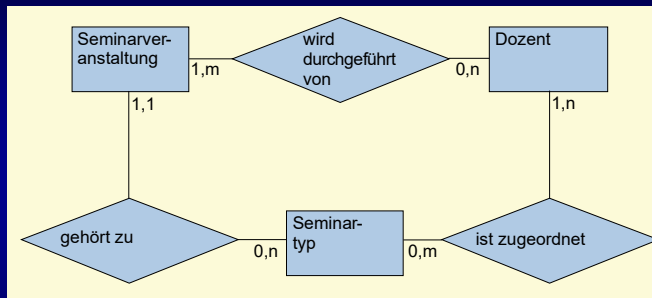 Seminarver-
anstaltung
wird
durchgeführt
von
Dozent
1,m
0,n
1,1
1,n
gehört zu
Seminar-
typ
ist zugeordnet
0,n
0,m